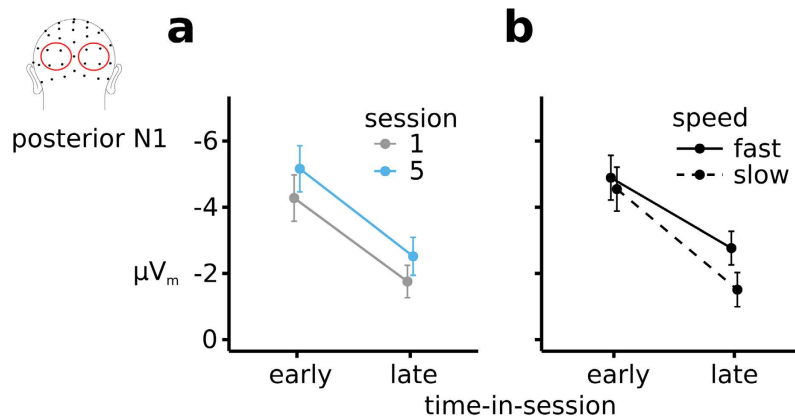 a
b
posterior N1
session
1
5
speed
fast
slow
-6
-4
-2
0
μVm
early
late
early
late
time-in-session